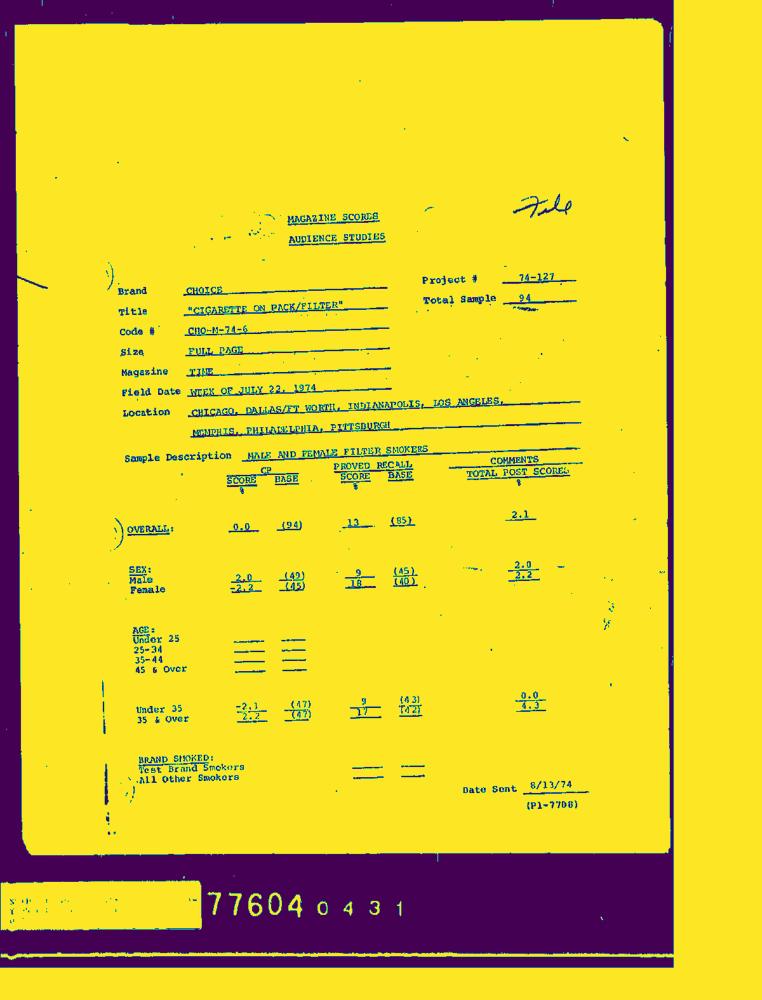 File
MAGAZINE SCORES
AUDIENCE STUDIES
Project # 74-127
Total Sample 94
Brand CHOICE
Title "CIGARETTE ON PACK/FILTER"
Code # CHO-M-74-6
Size FULL PAGE
Magazine TIME
Field Date WEEK OF JULY 22, 1974
Location CHICAGO, DALLAS/FT WORTH, INDIANAPOLIS, LOS ANGELES,
MEMPHIS, PHILADELPHIA, PITTSBURGH
Sample Description MALE AND FEMALE FILTER SMOKERS
CP PROVED RECALL COMMENTS
SCORE BASE SCORE BASE TOTAL POST SCORES
% % %
OVERALL: 0.0 (94) 13 (85) 2.1
SEX:
Male 2.0 (49) 9 (45) 2.0
Female -2.2 (45) 18 (40) 2.2
AGE:
Under 25
25-34
35-44
45 & Over
Under 35 -2.1 (47) 9 (43) 0.0
35 & Over 2.2 (47) 17 (42) 4.3
BRAND SMOKED:
Test Brand Smokers
All Other Smokers
Date Sent 8/13/74
(P1-7708)
77604 0431